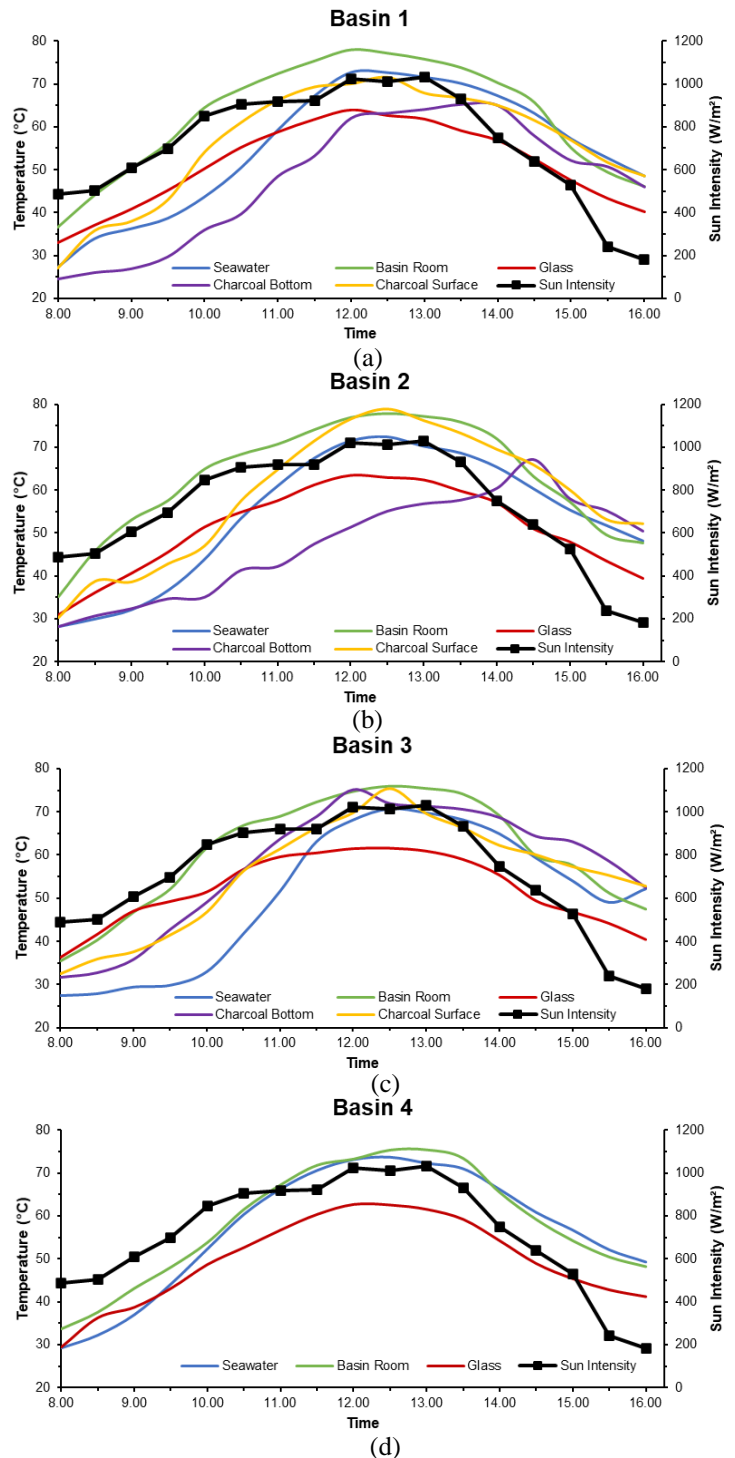 Basin 1
80
70
60
50
40
30
20
Temperature (°C)
1200
1000
800
600
400
200
0
Sun Intensity (W/m²)
Seawater Basin Room Glass
Charcoal Bottom Charcoal Surface Sun Intensity
8.00 9.00 10.00 11.00 12.00 13.00 14.00 15.00 16.00
Time
(a)
Basin 2
80
70
60
50
40
30
20
Temperature (°C)
1200
1000
800
600
400
200
0
Sun Intensity (W/m²)
Seawater Basin Room Glass
Charcoal Bottom Charcoal Surface Sun Intensity
8.00 9.00 10.00 11.00 12.00 13.00 14.00 15.00 16.00
Time
(b)
Basin 3
80
70
60
50
40
30
20
Temperature (°C)
1200
1000
800
600
400
200
0
Sun Intensity (W/m²)
Seawater Basin Room Glass
Charcoal Bottom Charcoal Surface Sun Intensity
8.00 9.00 10.00 11.00 12.00 13.00 14.00 15.00 16.00
Time
(c)
Basin 4
80
70
60
50
40
30
20
Temperature (°C)
1200
1000
800
600
400
200
0
Sun Intensity (W/m²)
Seawater Basin Room Glass Sun Intensity
8.00 9.00 10.00 11.00 12.00 13.00 14.00 15.00 16.00
Time
(d)